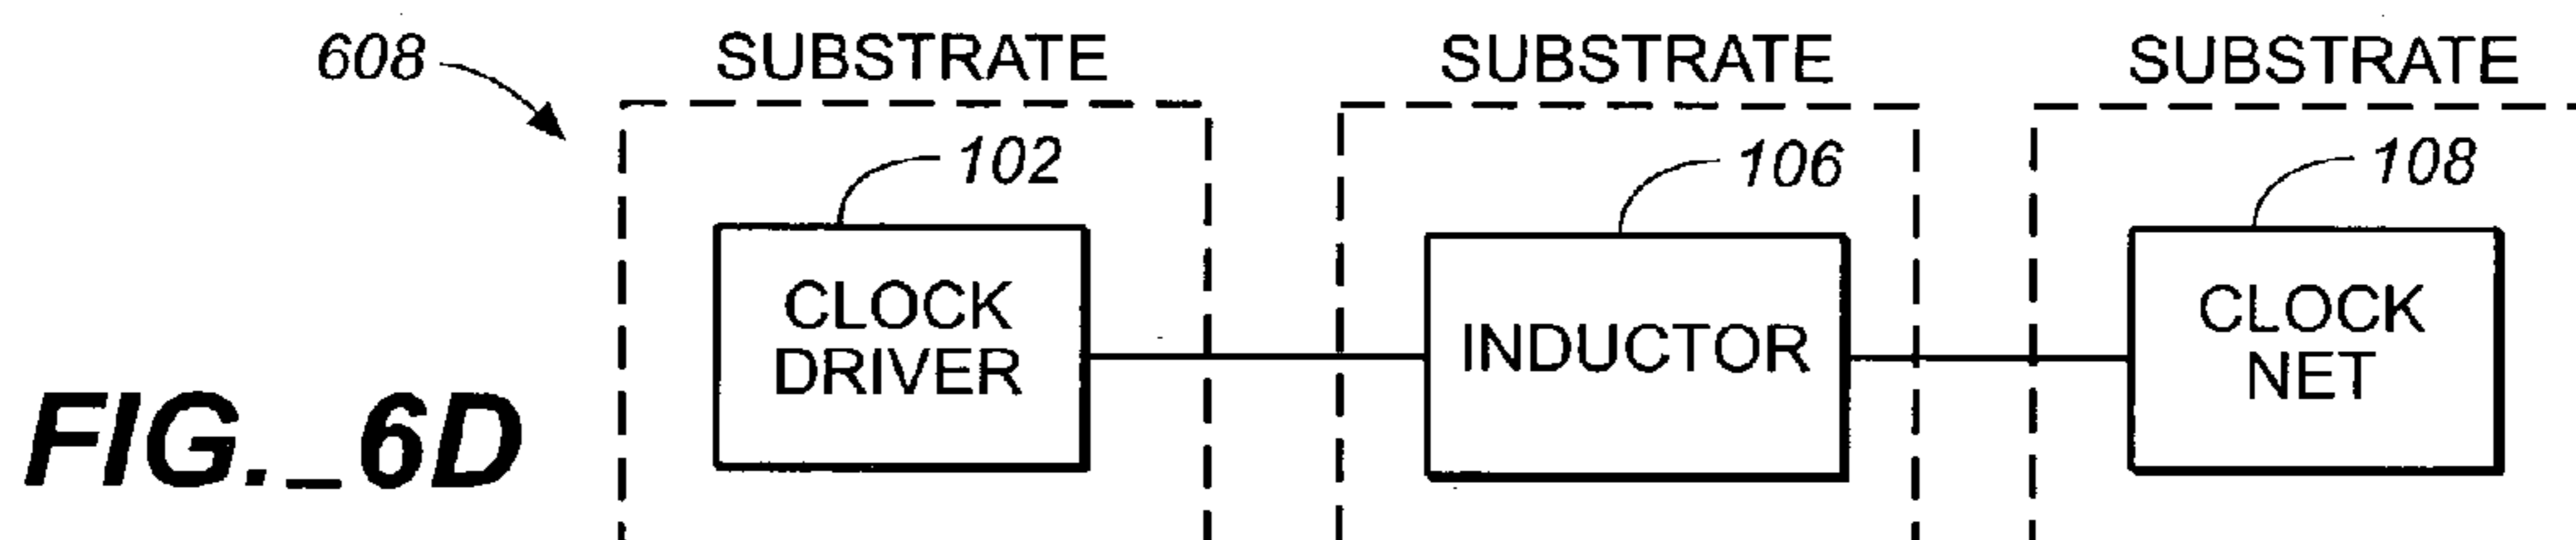 608
SUBSTRATE
SUBSTRATE
SUBSTRATE
102
106
108
CLOCK
DRIVER
INDUCTOR
CLOCK
NET
FIG._6D